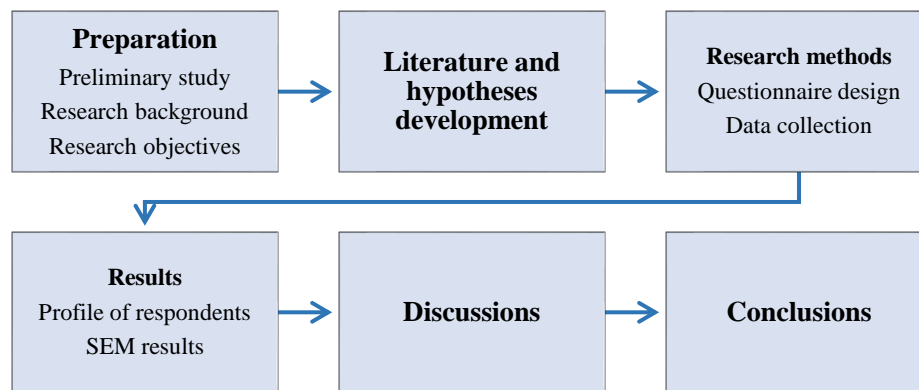 Preparation
Preliminary study
Research background
Research objectives
Literature and
hypotheses
development
Research methods
Questionnaire design
Data collection
Results
Profile of respondents
SEM results
Discussions
Conclusions